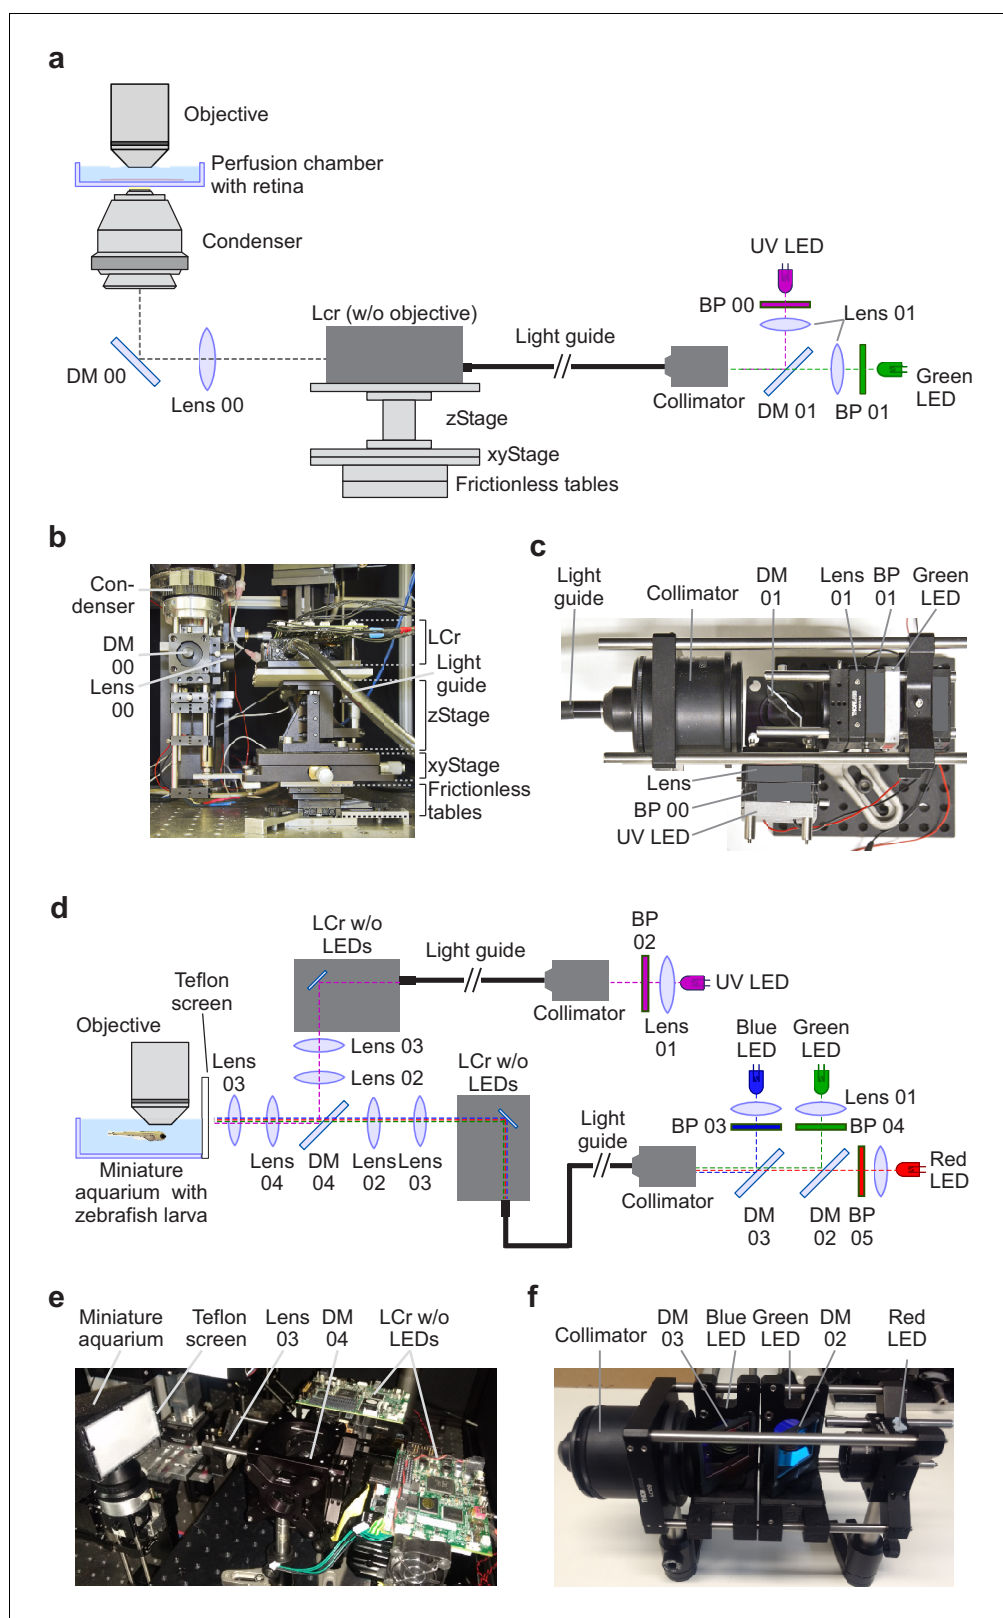 a
Objective
Perfusion chamber
with retina
Condenser
DM 00
Lens 00
Lcr (w/o objective)
Light guide
zStage
xyStage
Frictionless tables
UV LED
BP 00
Lens 01
Collimator
DM 01
BP 01
Green
LED
b
Con-
denser
DM
00
Lens
00
LCr
Light
guide
zStage
xyStage
Frictionless
tables
c
Light
guide
Collimator
DM
01
Lens
01
BP
01
Green
LED
Lens
BP 00
UV LED
d
LCr w/o
LEDs
Light guide
BP
02
UV LED
Collimator
Lens
01
Teflon
screen
Objective
Lens
03
Lens 03
Lens 02
LCr w/o
LEDs
Blue
LED
Green
LED
Lens 01
BP 03
BP 04
Light
guide
Red
LED
Miniature
aquarium with
zebrafish larva
Lens
04
DM
04
Lens
02
Lens
03
Collimator
DM
03
DM
02
BP
05
e
Miniature
aquarium
Teflon
screen
Lens
03
DM
04
LCr w/o
LEDs
f
Collimator
DM
03
Blue
LED
Green
LED
DM
02
Red
LED